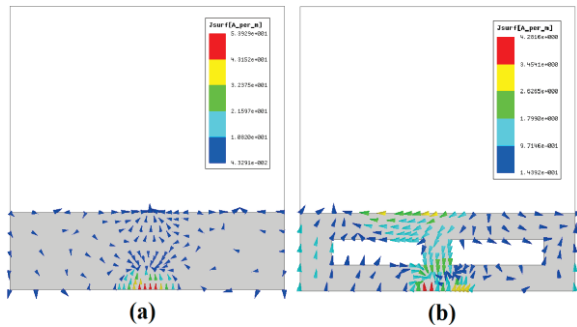 Jsurf[A_per_m]
5.3929e+001
4.3152e+001
3.2375e+001
2.1597e+001
1.0820e+001
4.3291e-002
Jsurf[A_per_m]
4.2816e+000
3.4541e+000
2.6265e+000
1.7990e+000
9.7146e-001
1.4392e-001
(a)
(b)